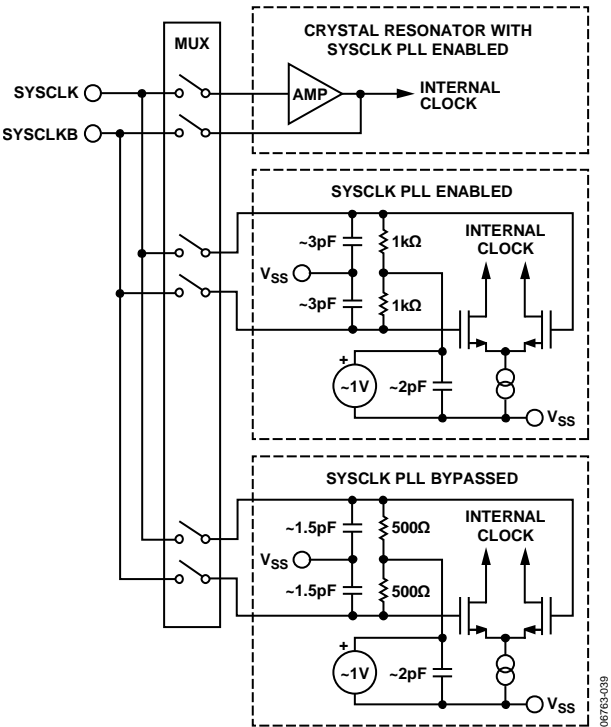 MUX
CRYSTAL RESONATOR WITH
SYSCLK PLL ENABLED
SYSCLK
AMP
INTERNAL
CLOCK
SYSCLKB
SYSCLK PLL ENABLED
~3pF
1kΩ
INTERNAL
CLOCK
VSS
~3pF
1kΩ
+
~1V
~2pF
VSS
SYSCLK PLL BYPASSED
~1.5pF
500Ω
INTERNAL
CLOCK
VSS
~1.5pF
500Ω
+
~1V
~2pF
VSS
06763-039